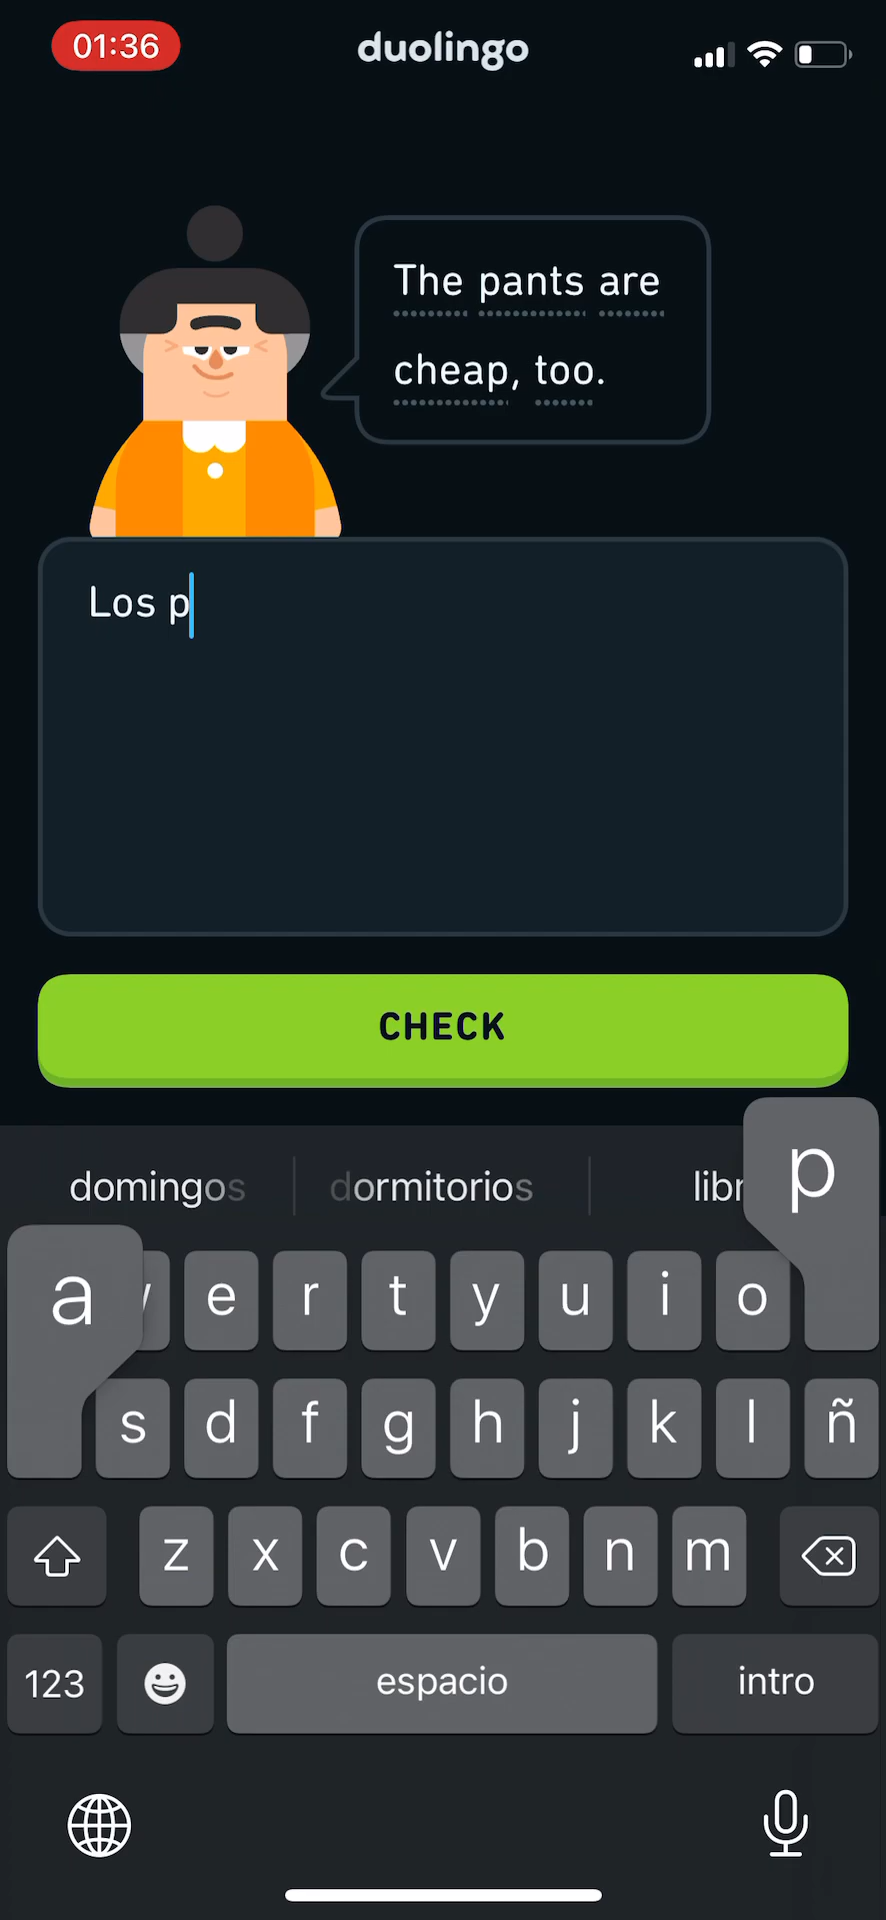 01:36
duolingo
The pants are
cheap, too.
Los p
CHECK
domingos dormitorios
p
a e r t y u i o
s d f g h j k l ñ
z x c v b n m
123 espacio intro